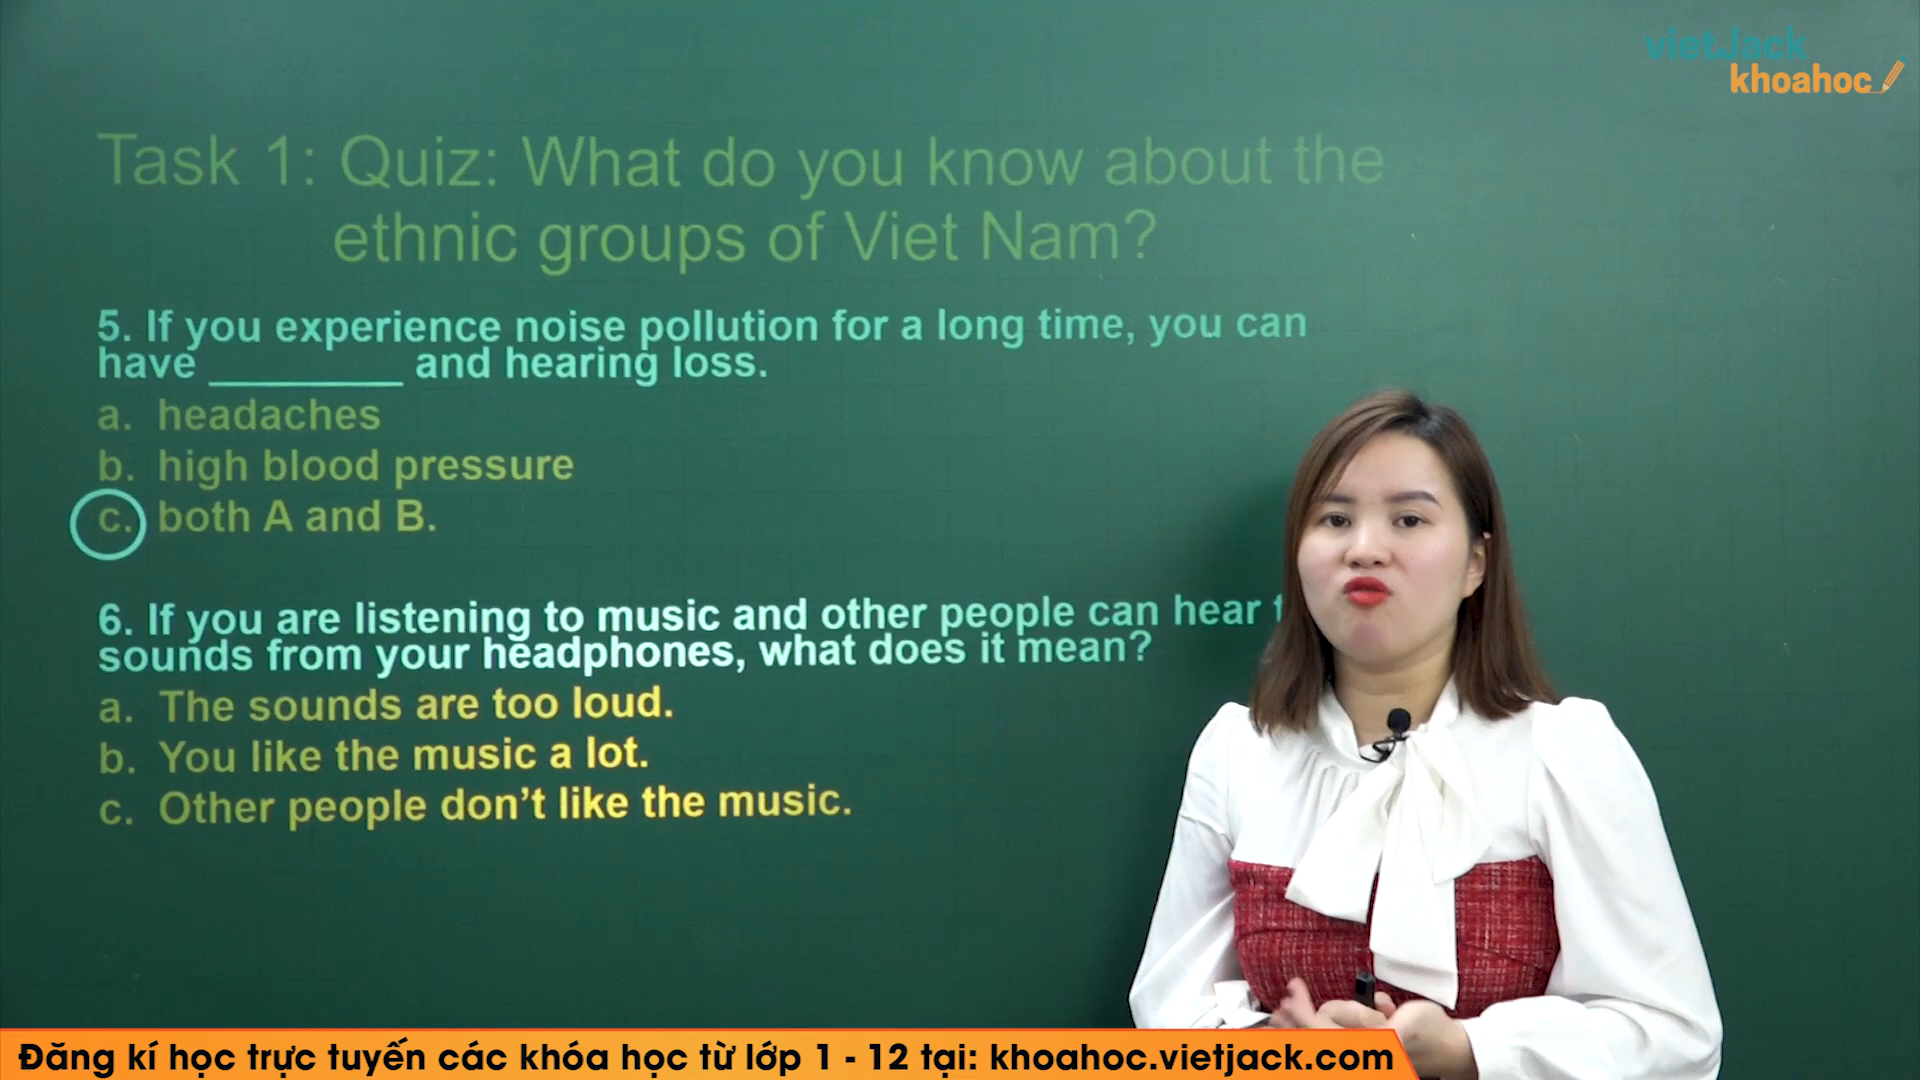 vietJack
khoahoc
Task 1: Quiz: What do you know about the
ethnic groups of Viet Nam?
5. If you experience noise pollution for a long time, you can
have ________ and hearing loss.
a. headaches
b. high blood pressure
c. both A and B.
6. If you are listening to music and other people can hear
sounds from your headphones, what does it mean?
a. The sounds are too loud.
b. You like the music a lot.
c. Other people don't like the music.
Đăng kí học trực tuyến các khóa học từ lớp 1 - 12 tại: khoahoc.vietjack.com